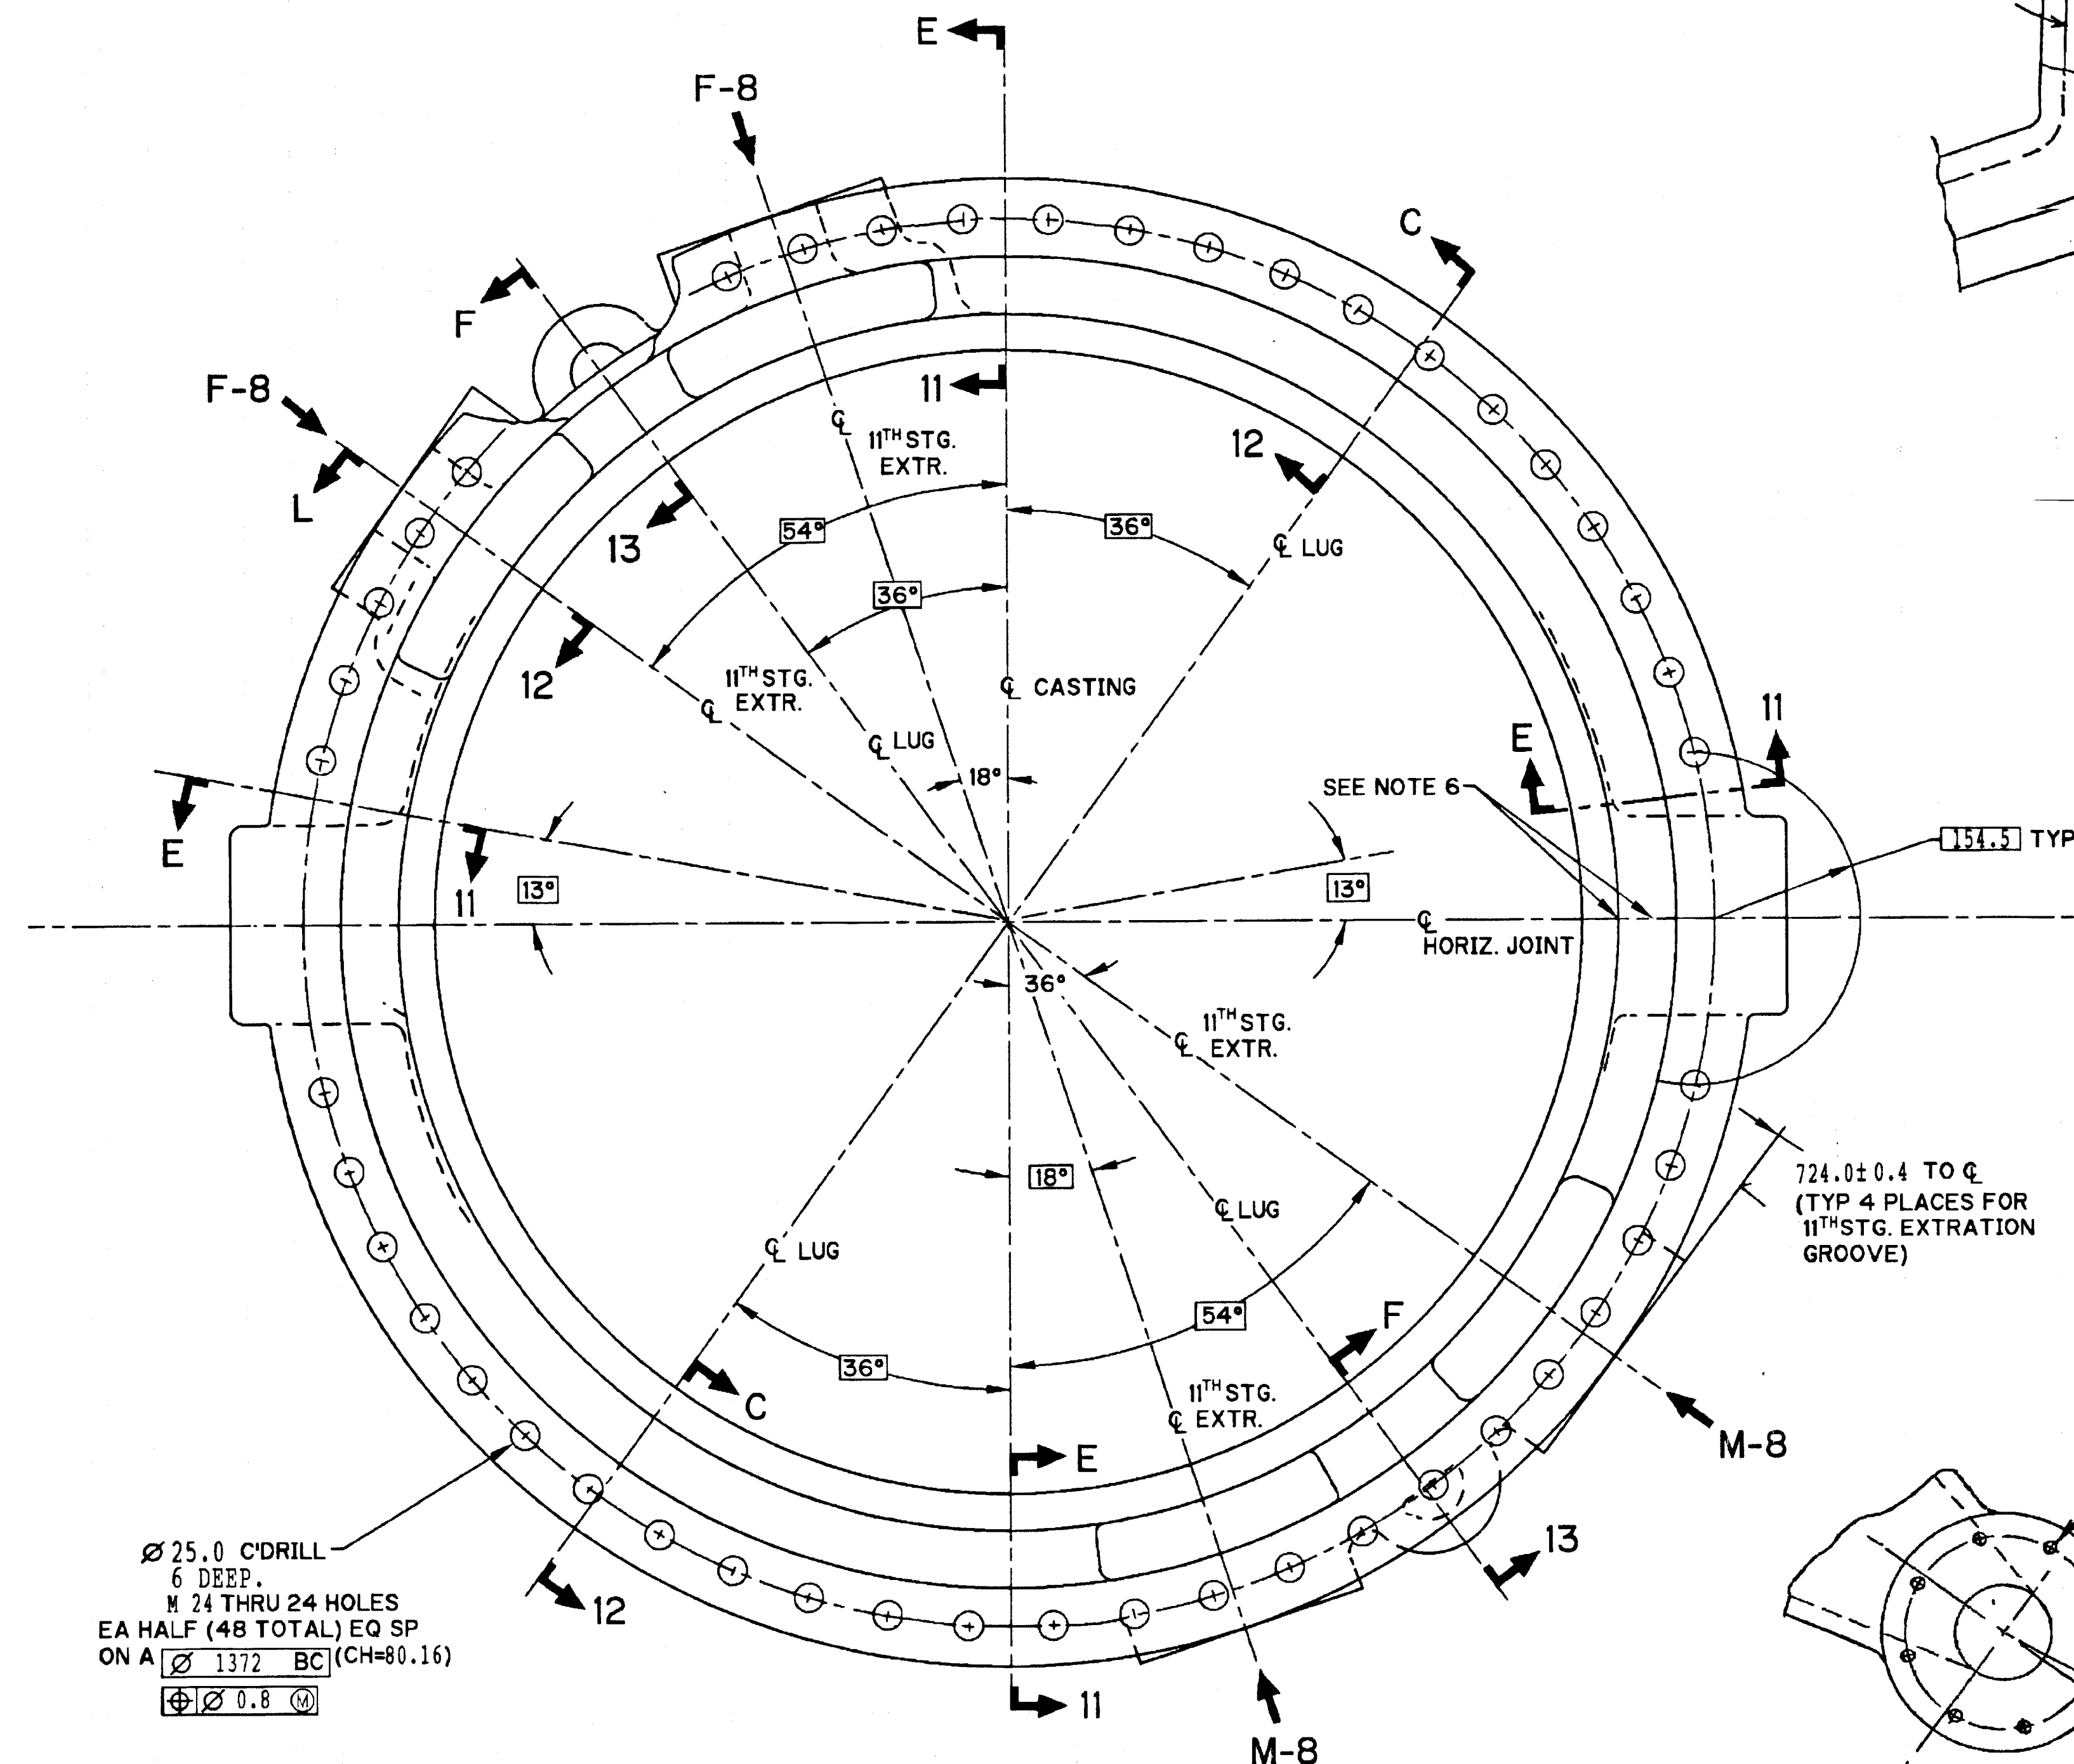 E
F-8
C
F
11
F-8
℄
11TH STG.
EXTR.
12
L
54°
36°
13
℄ LUG
36°
11TH STG.
℄ EXTR.
12
℄ CASTING
11
℄ LUG
E
18°
SEE NOTE 6
E
154.5 TYP
13°
13°
11
℄
HORIZ. JOINT
36°
11TH STG.
℄ EXTR.
18°
724.0±0.4 TO ℄
(TYP 4 PLACES FOR
11TH STG. EXTRATION
GROOVE)
℄ LUG
℄ LUG
54°
F
36°
C
11TH STG.
℄ EXTR.
E
M-8
Ø 25.0 C'DRILL
6 DEEP.
M 24 THRU 24 HOLES
EA HALF (48 TOTAL) EQ SP
ON A Ø 1372 BC (CH=80.16)
⌖ Ø 0.8 Ⓜ
12
13
11
M-8